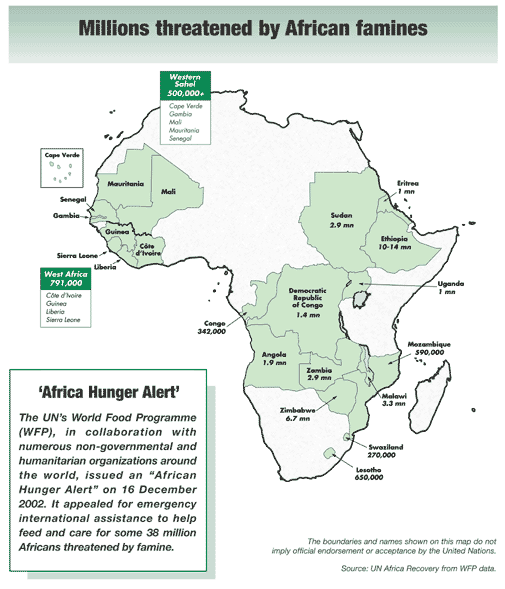 Millions threatened by African famines
Western
Sahel
500,000+
Cape Verde
Gambia
Mali
Mauritania
Senegal
Cape Verde
Mauritania
Mali
Senegal
Gambia
Guinea
Côte
d'Ivoire
Sierra Leone
Liberia
West Africa
791,000
Côte d'Ivoire
Guinea
Liberia
Sierra Leone
Eritrea
1 mn
Sudan
2.9 mn
Ethiopia
10-14 mn
Uganda
1 mn
Democratic
Republic
of Congo
1.4 mn
Congo
342,000
Angola
1.9 mn
Zambia
2.9 mn
Mozambique
590,000
Malawi
3.3 mn
Zimbabwe
6.7 mn
Swaziland
270,000
Lesotho
650,000
'Africa Hunger Alert'
The UN's World Food Programme
(WFP), in collaboration with
numerous non-governmental and
humanitarian organizations around
the world, issued an "African
Hunger Alert" on 16 December
2002. It appealed for emergency
international assistance to help
feed and care for some 38 million
Africans threatened by famine.
The boundaries and names shown on this map do not
imply official endorsement or acceptance by the United Nations.
Source: UN Africa Recovery from WFP data.